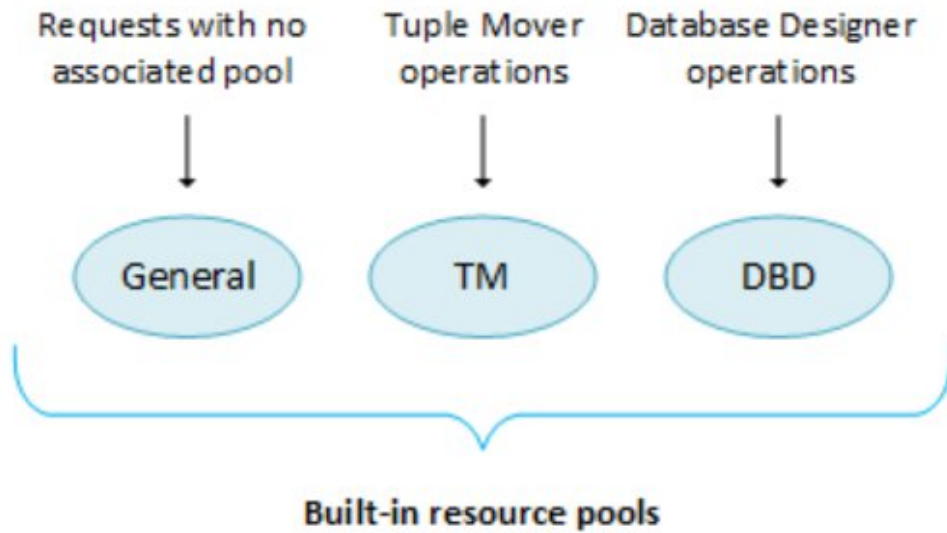 Requests with no
associated pool
Tuple Mover
operations
Database Designer
operations
General
TM
DBD
Built-in resource pools